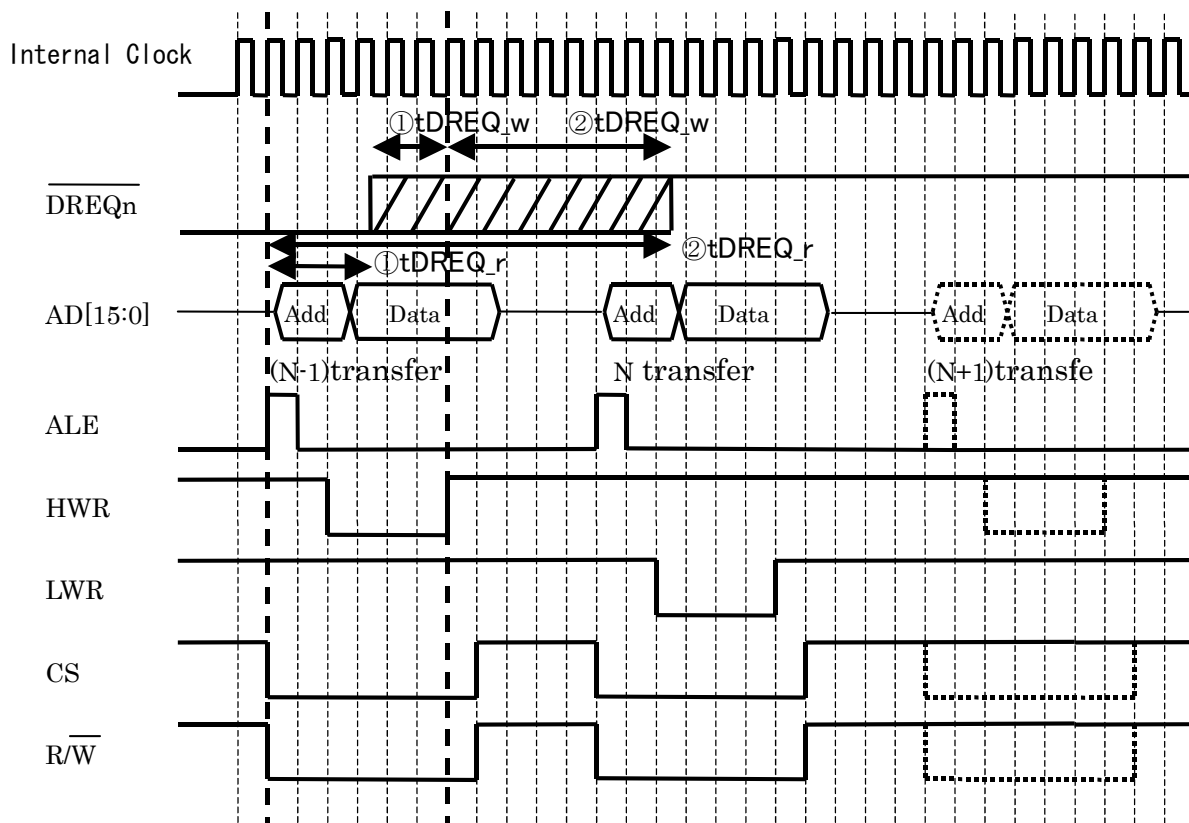 Internal Clock
①tDREQ_w ②tDREQ_w
DREQn
②tDREQ_r
①tDREQ_r
AD[15:0] Add Data Add Data Add Data
(N-1)transfer N transfer (N+1)transfe
ALE
HWR
LWR
CS
R/W